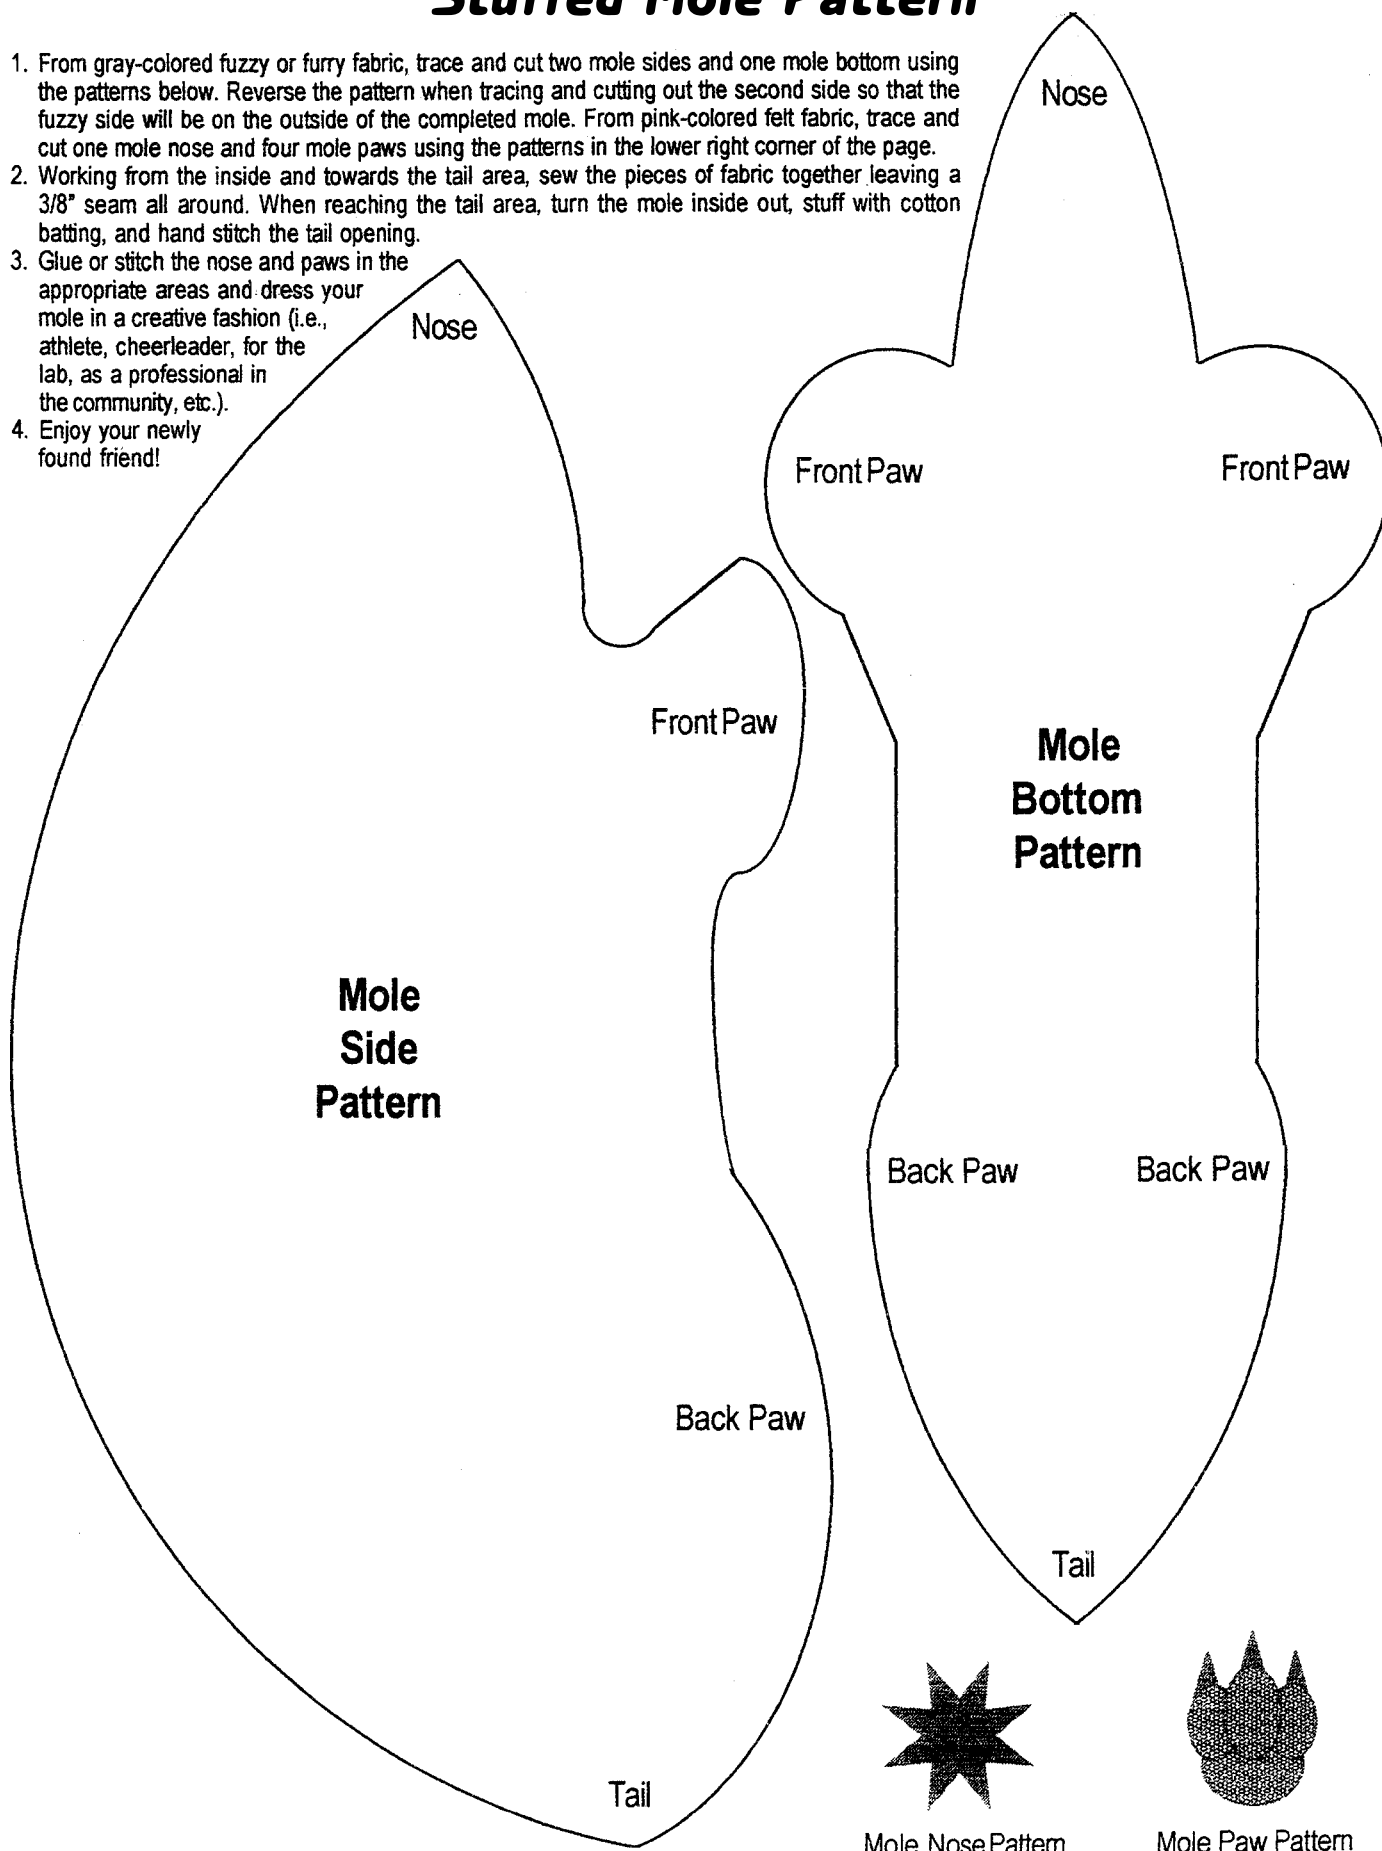 Stuffed Mole Pattern
1. From gray-colored fuzzy or furry fabric, trace and cut two mole sides and one mole bottom using
the patterns below. Reverse the pattern when tracing and cutting out the second side so that the
fuzzy side will be on the outside of the completed mole. From pink-colored felt fabric, trace and
cut one mole nose and four mole paws using the patterns in the lower right corner of the page.
2. Working from the inside and towards the tail area, sew the pieces of fabric together leaving a
3/8" seam all around. When reaching the tail area, turn the mole inside out, stuff with cotton
batting, and hand stitch the tail opening.
3. Glue or stitch the nose and paws in the
appropriate areas and dress your
mole in a creative fashion (i.e.,
athlete, cheerleader, for the
lab, as a professional in
the community, etc.).
4. Enjoy your newly
found friend!
Nose
Front Paw
Mole
Side
Pattern
Back Paw
Tail
Nose
Front Paw
Front Paw
Mole
Bottom
Pattern
Back Paw
Back Paw
Tail
Mole Nose Pattern
Mole Paw Pattern